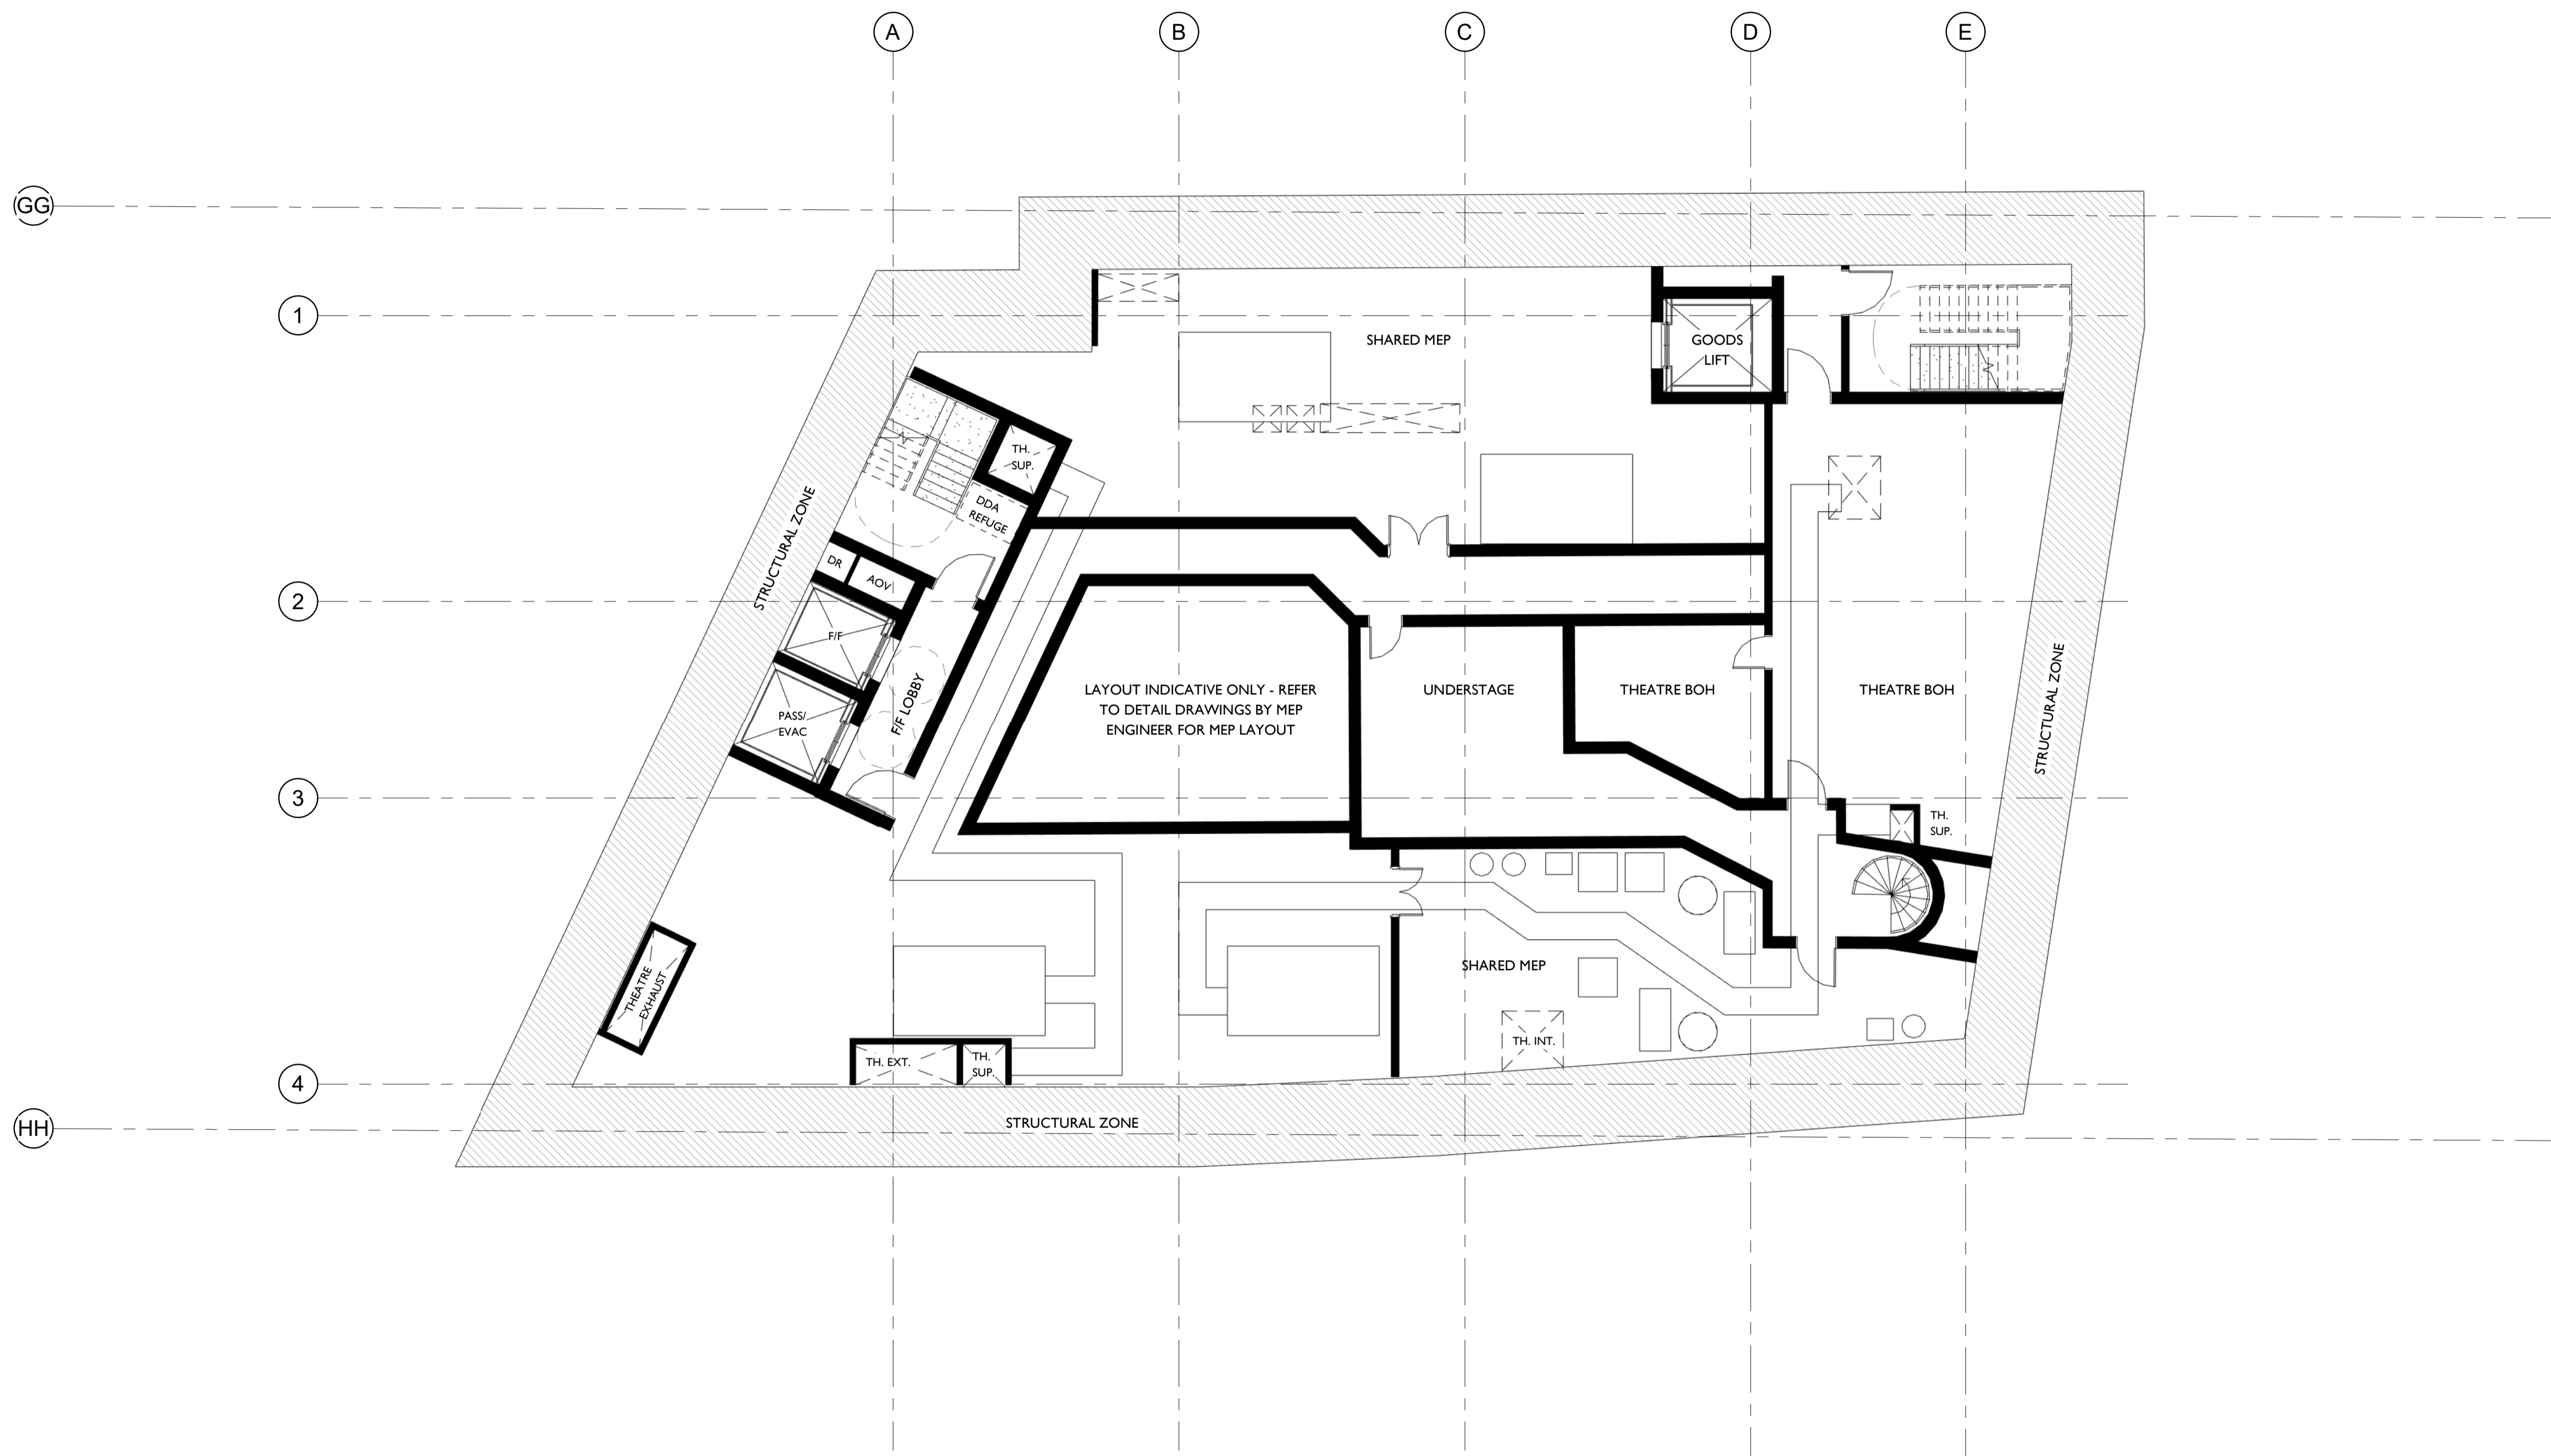 A
B
C
D
E
GG
1
SHARED MEP
GOODS
LIFT
TH.
SUP.
DDA
REFUGE
STRUCTURAL ZONE
DR
AOV
2
F/F
F/F LOBBY
PASS/
EVAC
LAYOUT INDICATIVE ONLY - REFER
TO DETAIL DRAWINGS BY MEP
ENGINEER FOR MEP LAYOUT
UNDERSTAGE
THEATRE BOH
THEATRE BOH
STRUCTURAL ZONE
3
TH.
SUP.
SHARED MEP
THEATRE
EXHAUST
TH. INT.
TH. EXT.
TH.
SUP.
4
HH
STRUCTURAL ZONE